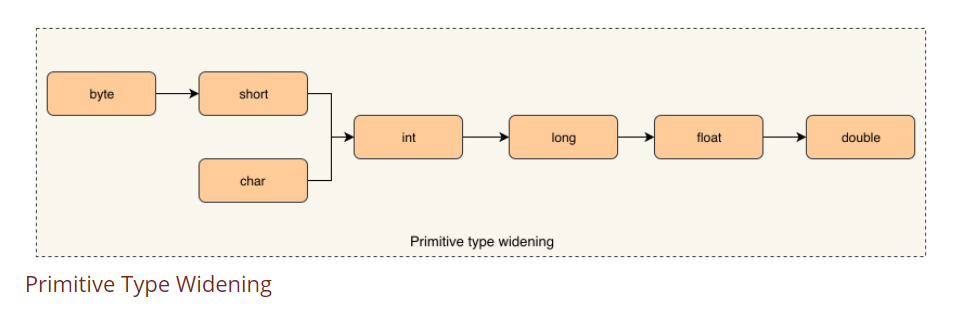 byte
short
char
int
long
float
double
Primitive type widening
Primitive Type Widening